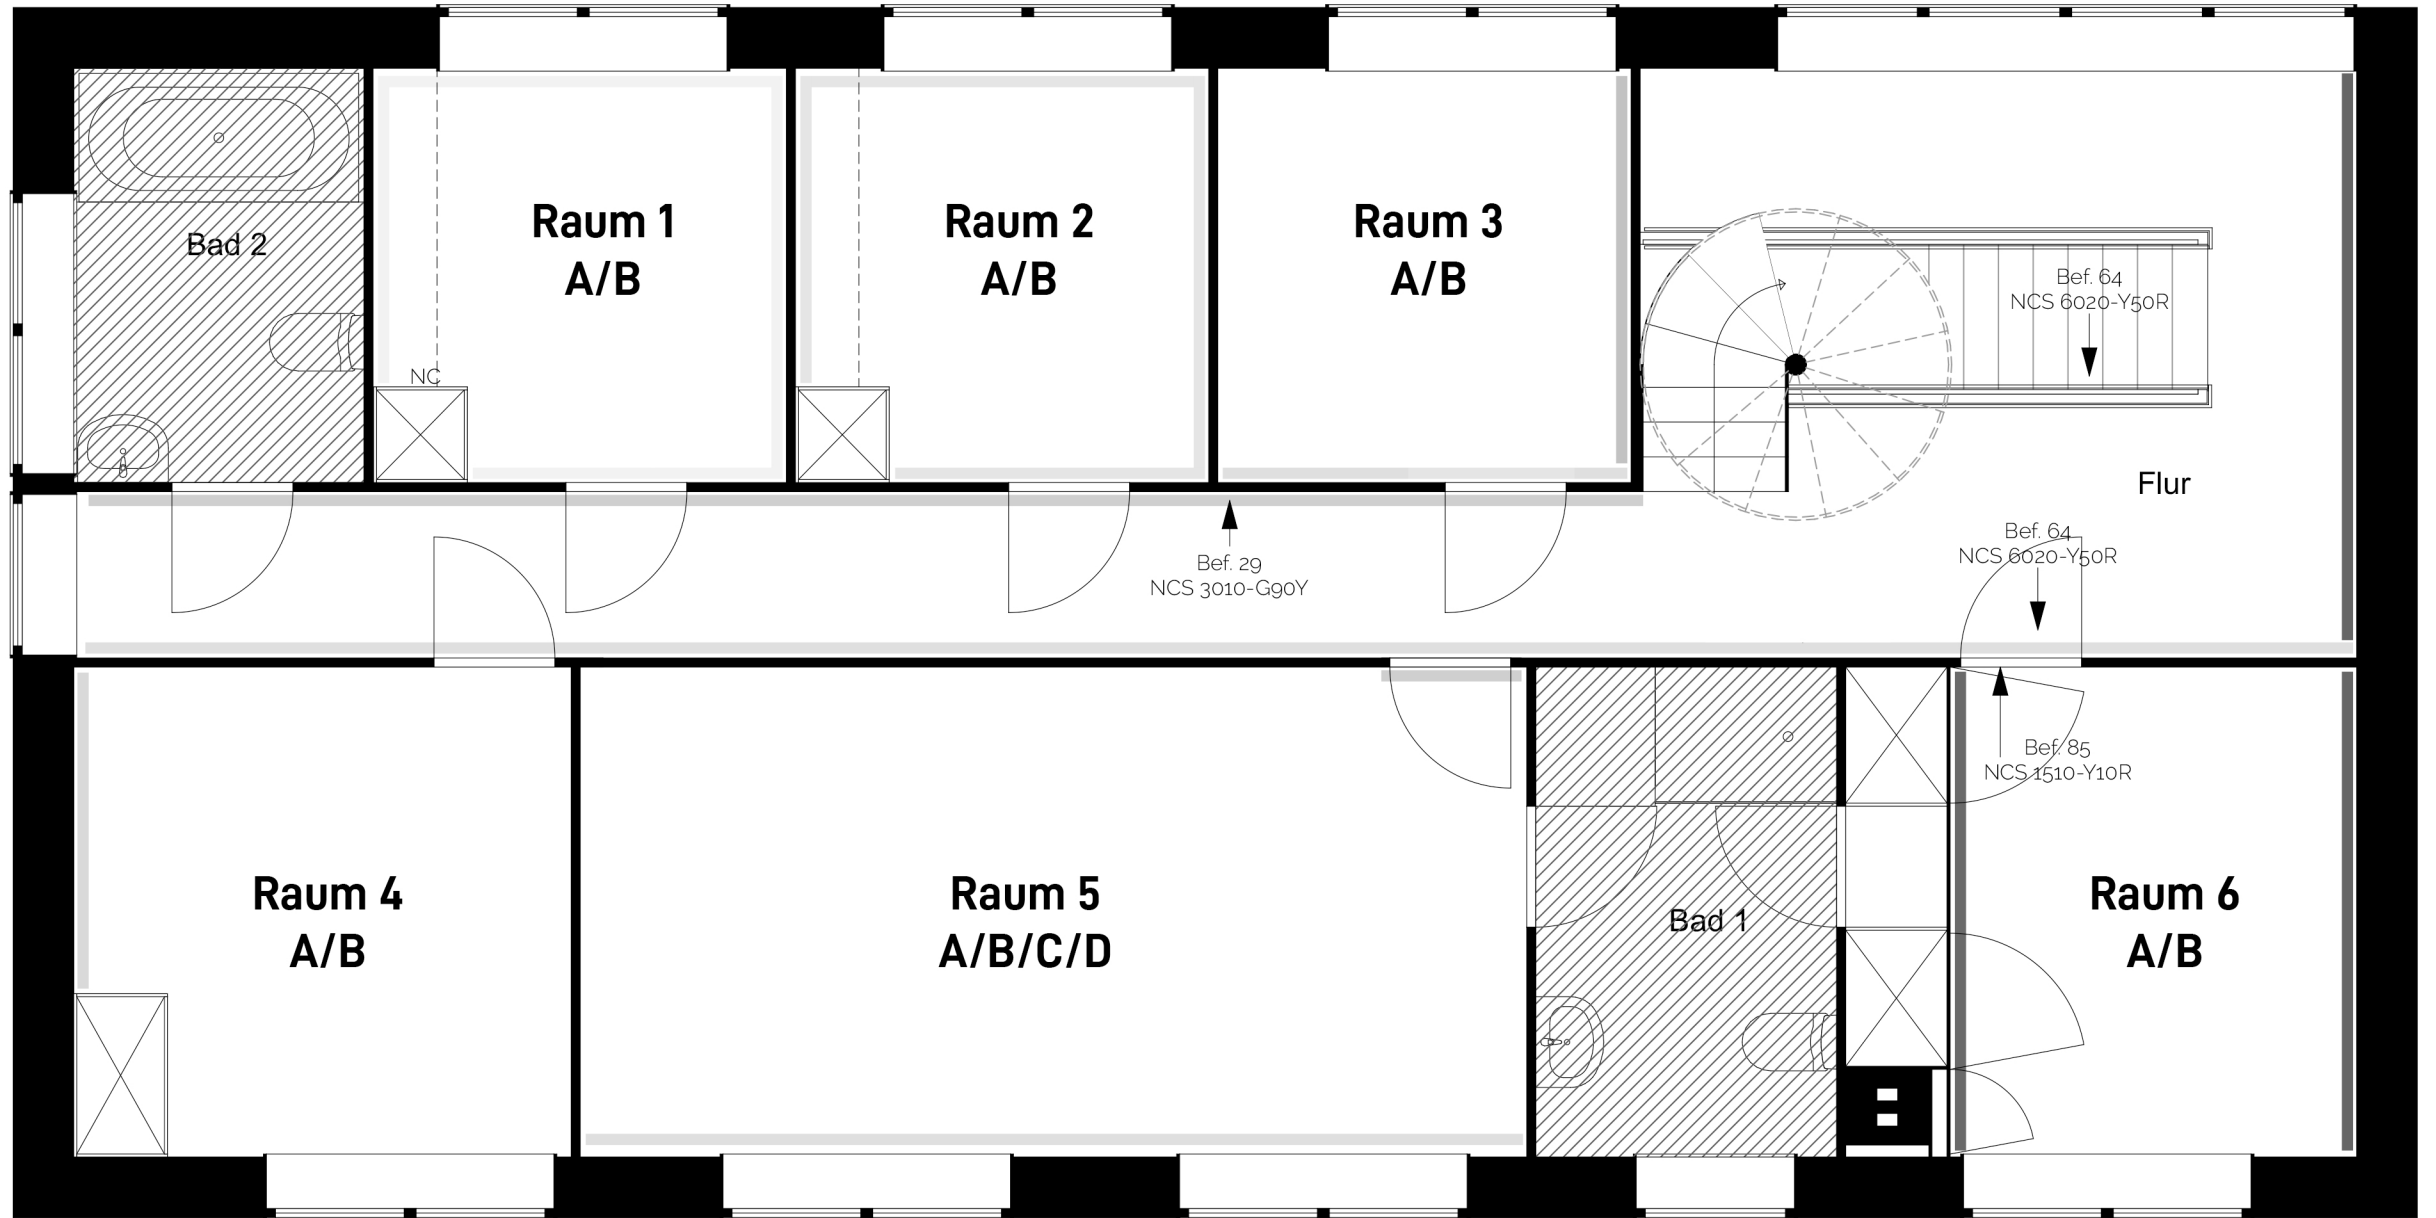 Bad 2
Raum 1
A/B
NC
Raum 2
A/B
Raum 3
A/B
Bef. 64
NCS 6020-Y50R
Flur
Bef. 29
NCS 3010-G90Y
Bef. 64
NCS 6020-Y50R
Raum 4
A/B
Raum 5
A/B/C/D
Bad 1
Bef. 85
NCS 1510-Y10R
Raum 6
A/B